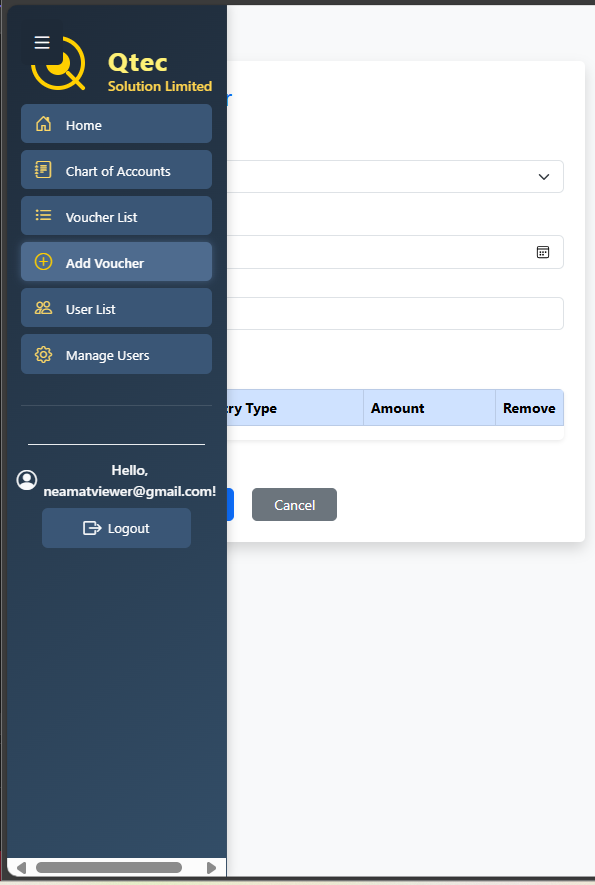 Qtec
Solution Limited
Home
Chart of Accounts
Voucher List
Add Voucher
User List
Manage Users
Type
Amount
Remove
Hello,
neamatviewer@gmail.com!
Cancel
Logout